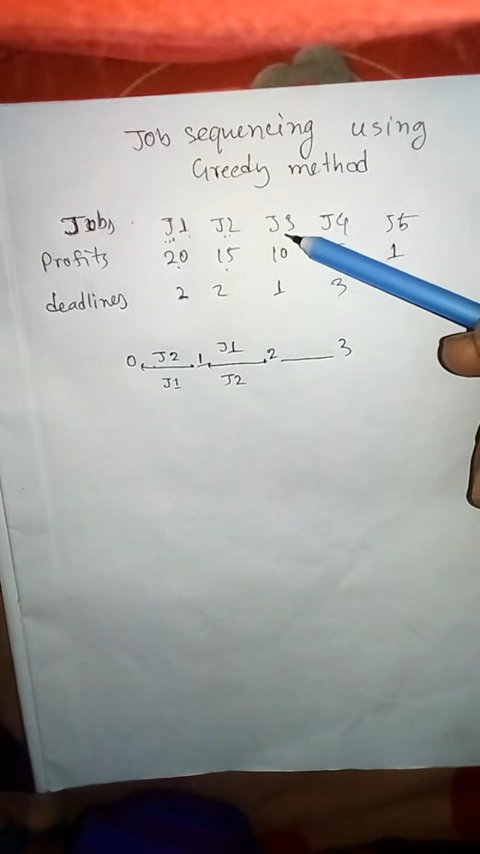 Job sequencing using
Greedy method
Jobs J1 J2 J3 J4 J5
Profits 20 15 10 1
deadlines 2 2 1 3
J1
0 J2 1 2 3
J1 J2